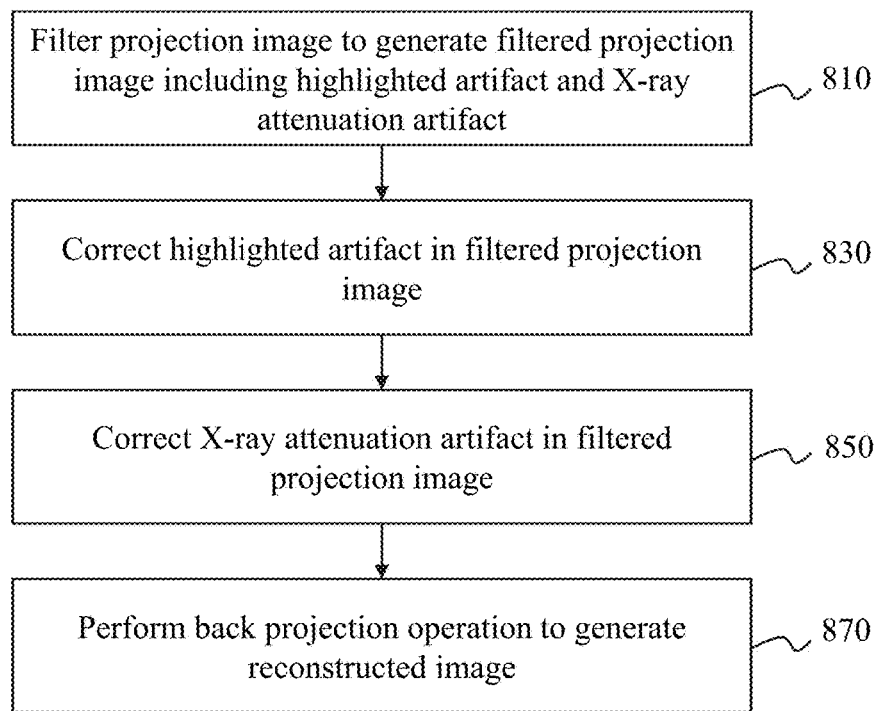 Filter projection image to generate filtered projection
image including highlighted artifact and X-ray
attenuation artifact
810
Correct highlighted artifact in filtered projection
image
830
Correct X-ray attenuation artifact in filtered
projection image
850
Perform back projection operation to generate
reconstructed image
870